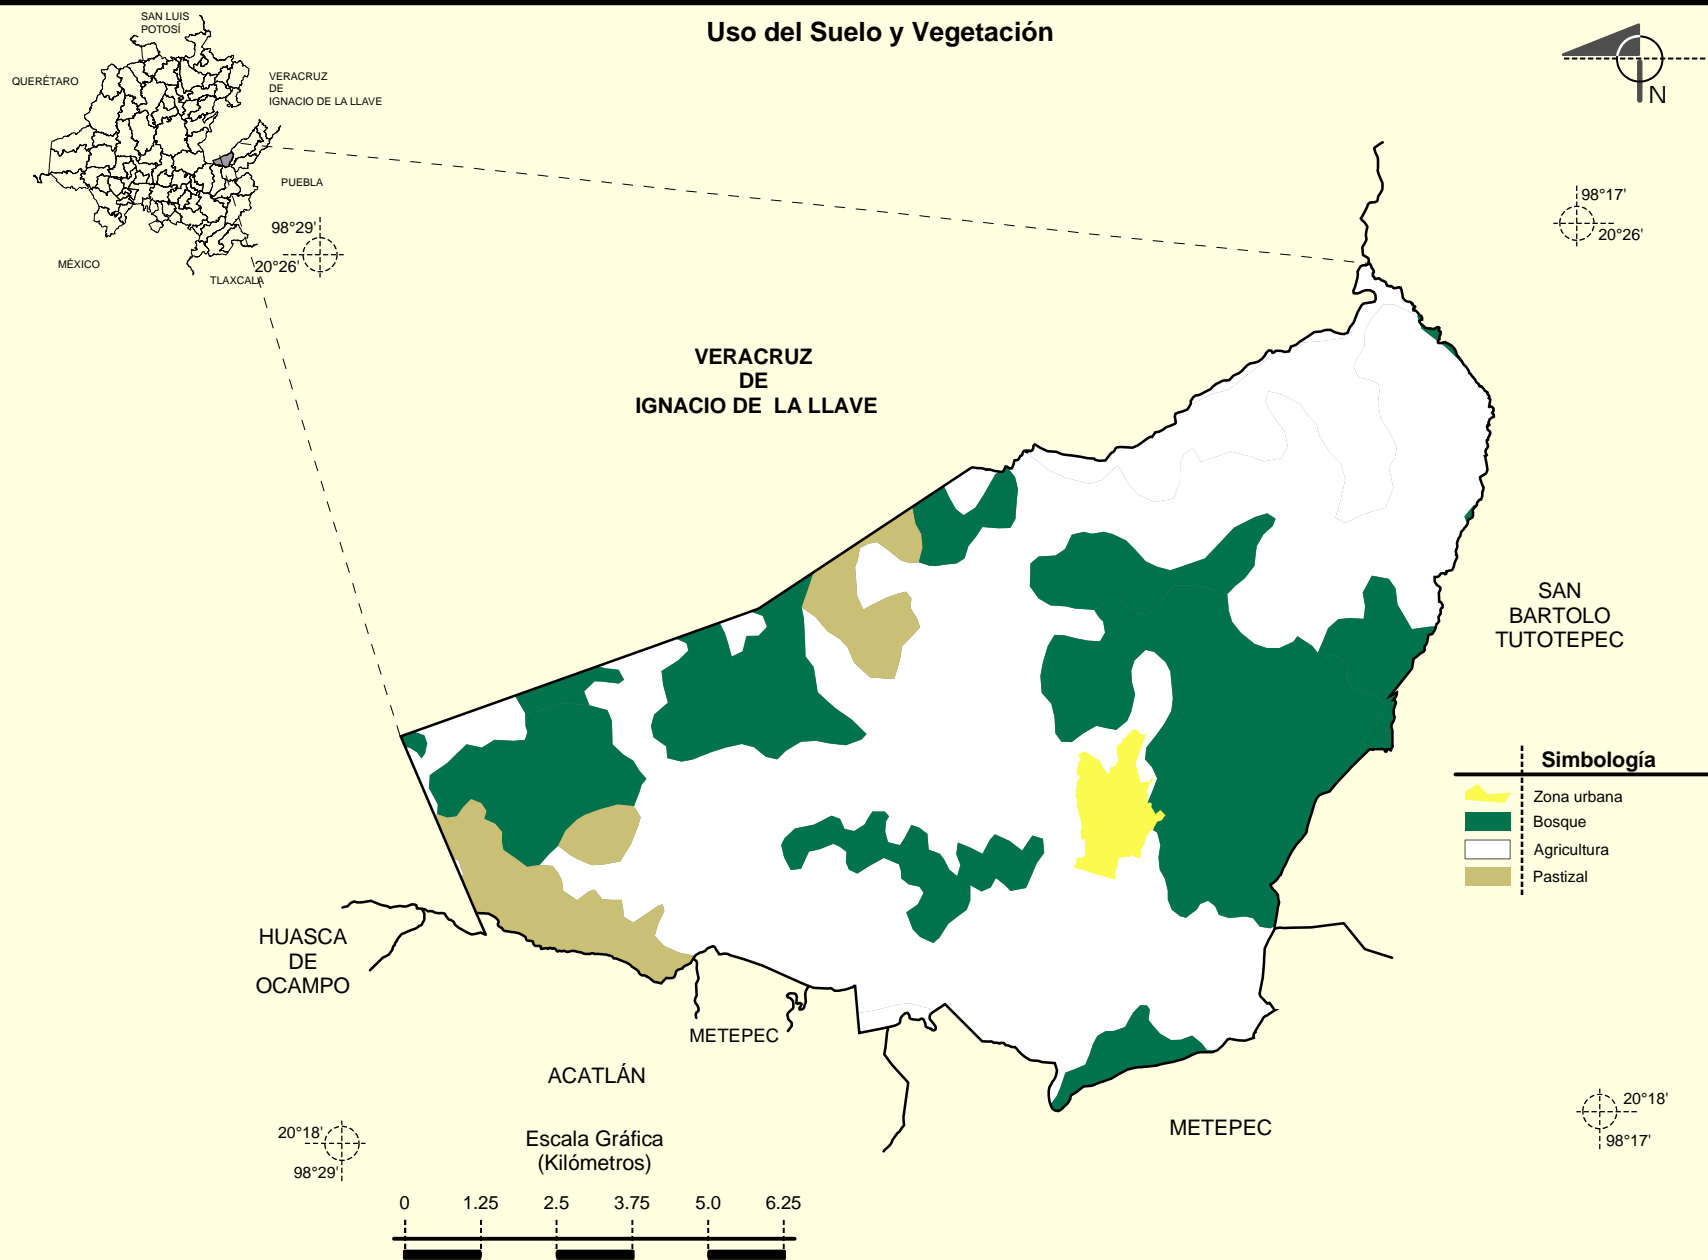 Uso del Suelo y Vegetación
SAN LUIS
POTOSÍ
QUERÉTARO
VERACRUZ
DE
IGNACIO DE LA LLAVE
PUEBLA
MÉXICO
TLAXCALA
N
98°29'
20°26'
98°17'
20°26'
VERACRUZ
DE
IGNACIO DE LA LLAVE
SAN
BARTOLO
TUTOTEPEC
Simbología
Zona urbana
Bosque
Agricultura
Pastizal
HUASCA
DE
OCAMPO
METEPEC
ACATLÁN
METEPEC
20°18'
98°29'
20°18'
98°17'
Escala Gráfica
(Kilómetros)
0 1.25 2.5 3.75 5.0 6.25